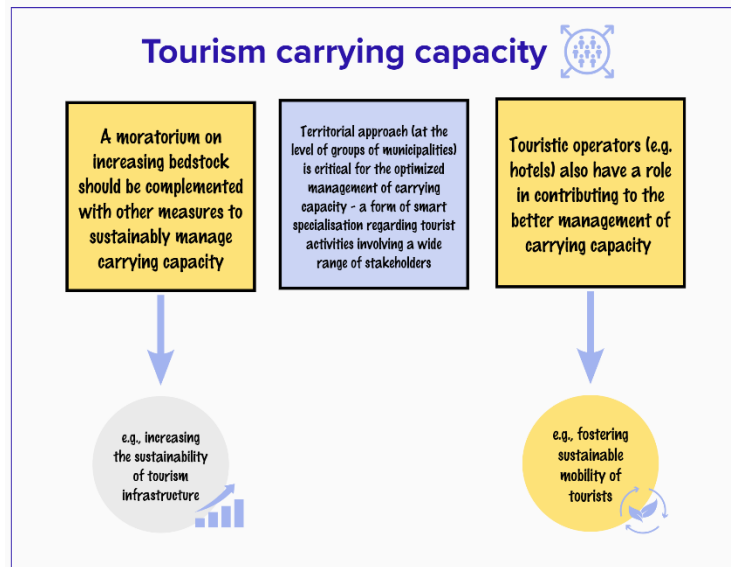 Tourism carrying capacity
A moratorium on
increasing bedstock
should be complemented
with other measures to
sustainably manage
carrying capacity
Territorial approach (at the
level of groups of municipalities)
is critical for the optimized
management of carrying
capacity - a form of smart
specialisation regarding tourist
activities involving a wide
range of stakeholders
Touristic operators (e.g.
hotels) also have a role
in contributing to the
better management of
carrying capacity
e.g., increasing
the sustainability
of tourism
infrastructure
e.g., fostering
sustainable
mobility of
tourists